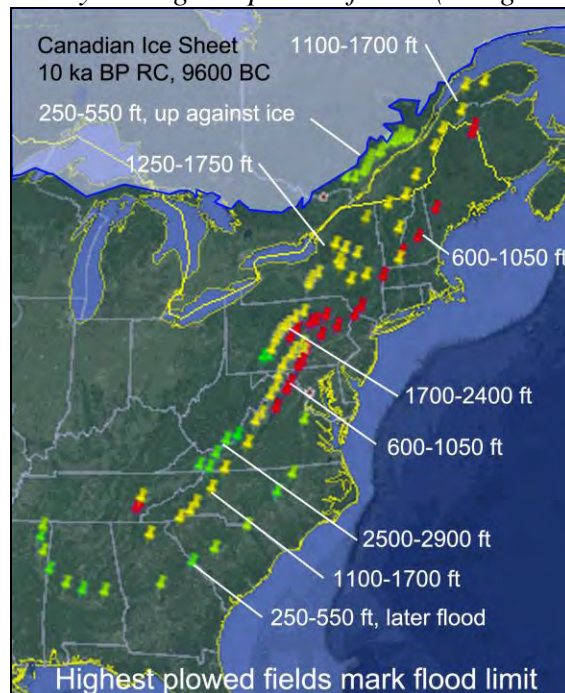 Canadian Ice Sheet
10 ka BP RC, 9600 BC
1100-1700 ft
250-550 ft, up against ice
1250-1750 ft
600-1050 ft
1700-2400 ft
600-1050 ft
2500-2900 ft
1100-1700 ft
250-550 ft, later flood
Highest plowed fields mark flood limit